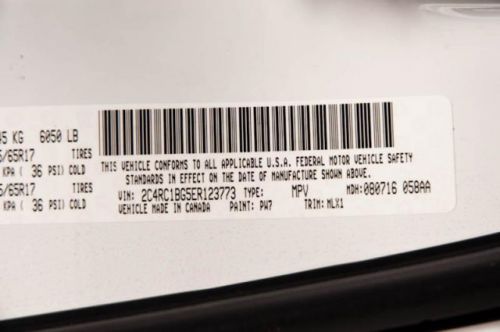 45 KG 6050 LB
/65R17 TIRES
KPA ( 36 PSI) COLD
/65R17 TIRES
KPA ( 36 PSI) COLD
THIS VEHICLE CONFORMS TO ALL APPLICABLE U.S.A. FEDERAL MOTOR VEHICLE SAFETY
STANDARDS IN EFFECT ON THE DATE OF MANUFACTURE SHOWN ABOVE.
VIN: 2C4RC1BG5ER123773 TYPE: MPV MDH: 080716 058AA
VEHICLE MADE IN CANADA PAINT: PW7 TRIM: MLX1